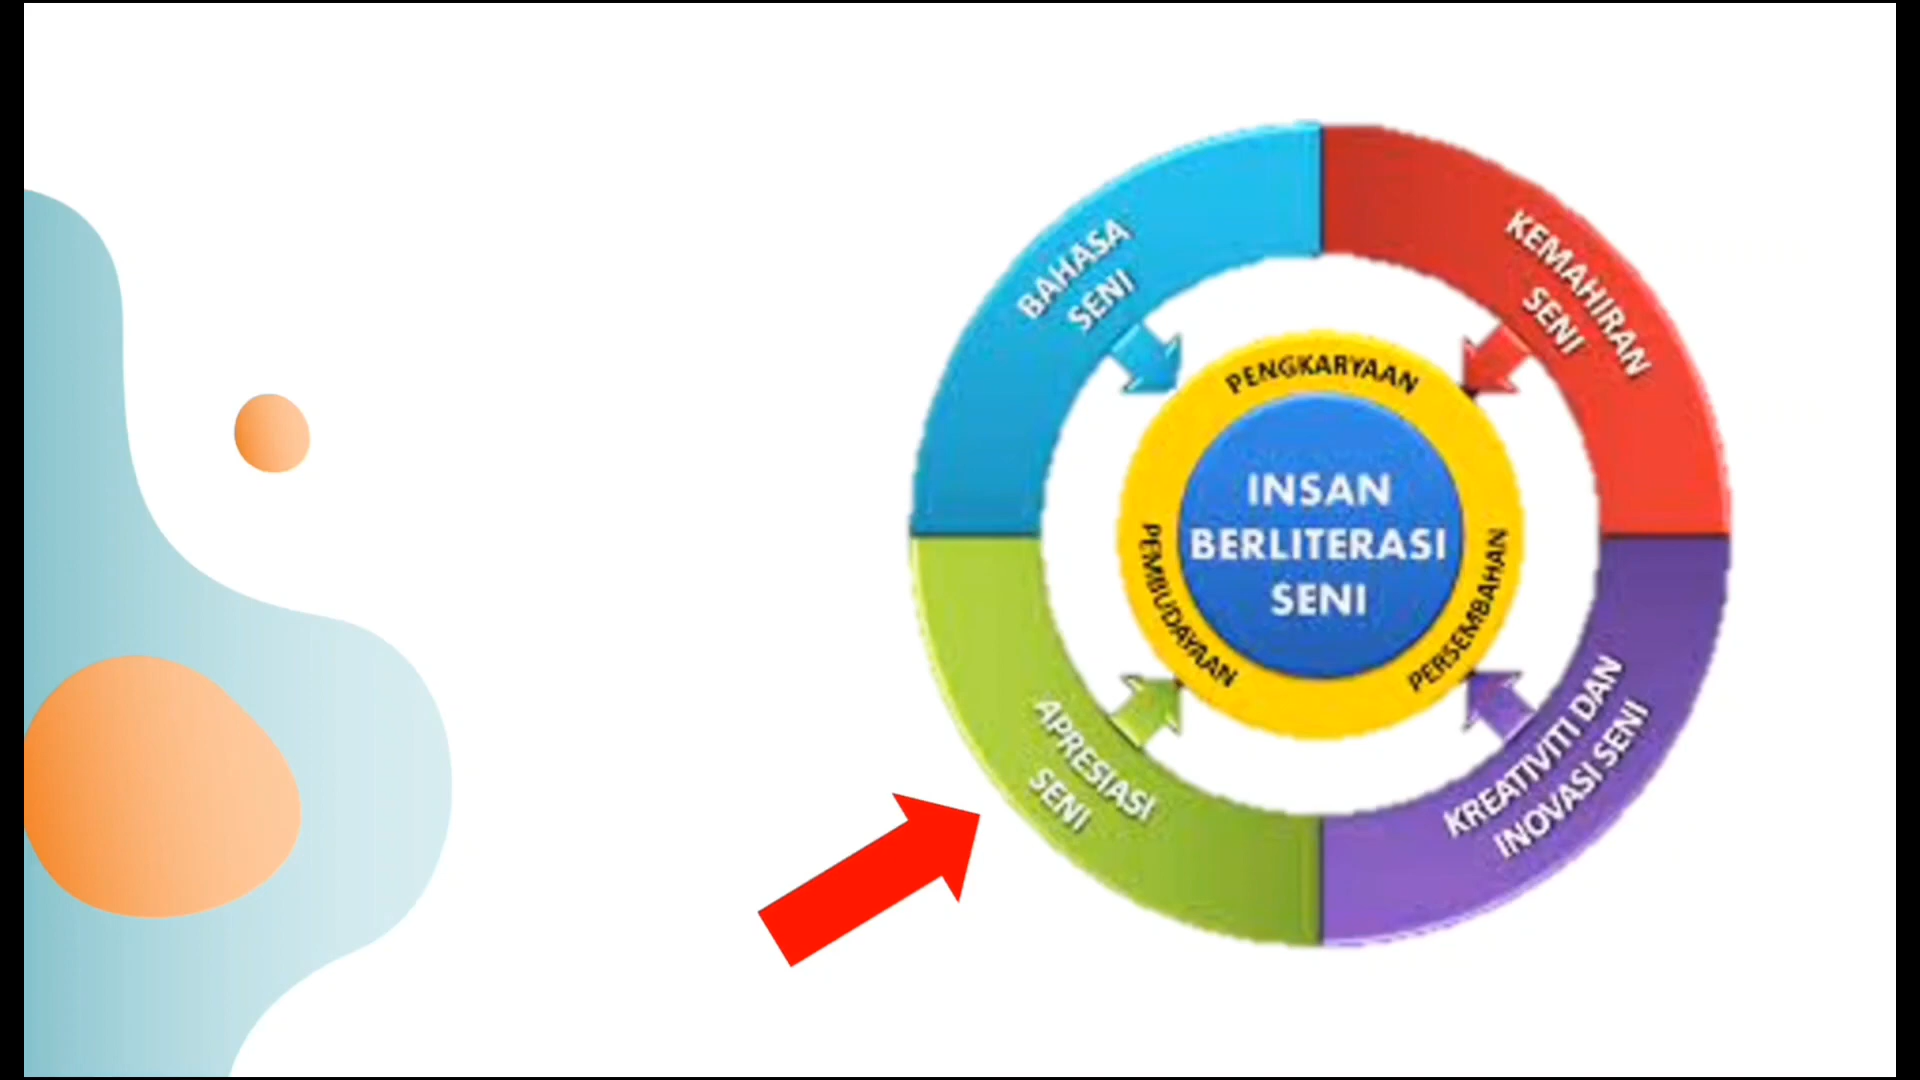 BAHASA
SENI
KEMAHIRAN
SENI
PENGKARYAAN
INSAN
BERLITERASI
SENI
PEMBUDAYAAN
PERSEMBAHAN
APRESIASI
SENI
KREATIVITI DAN
INOVASI SENI